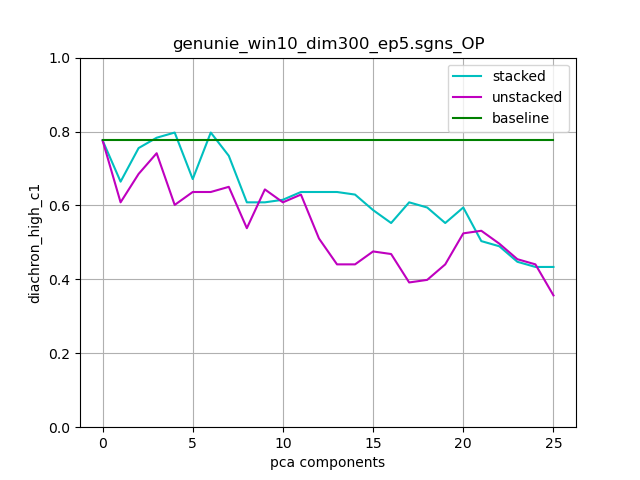 genunie_win10_dim300_ep5.sgns_OP
stacked
unstacked
baseline
1.0
0.8
0.6
0.4
0.2
0.0
diachron_high_c1
0 5 10 15 20 25
pca components